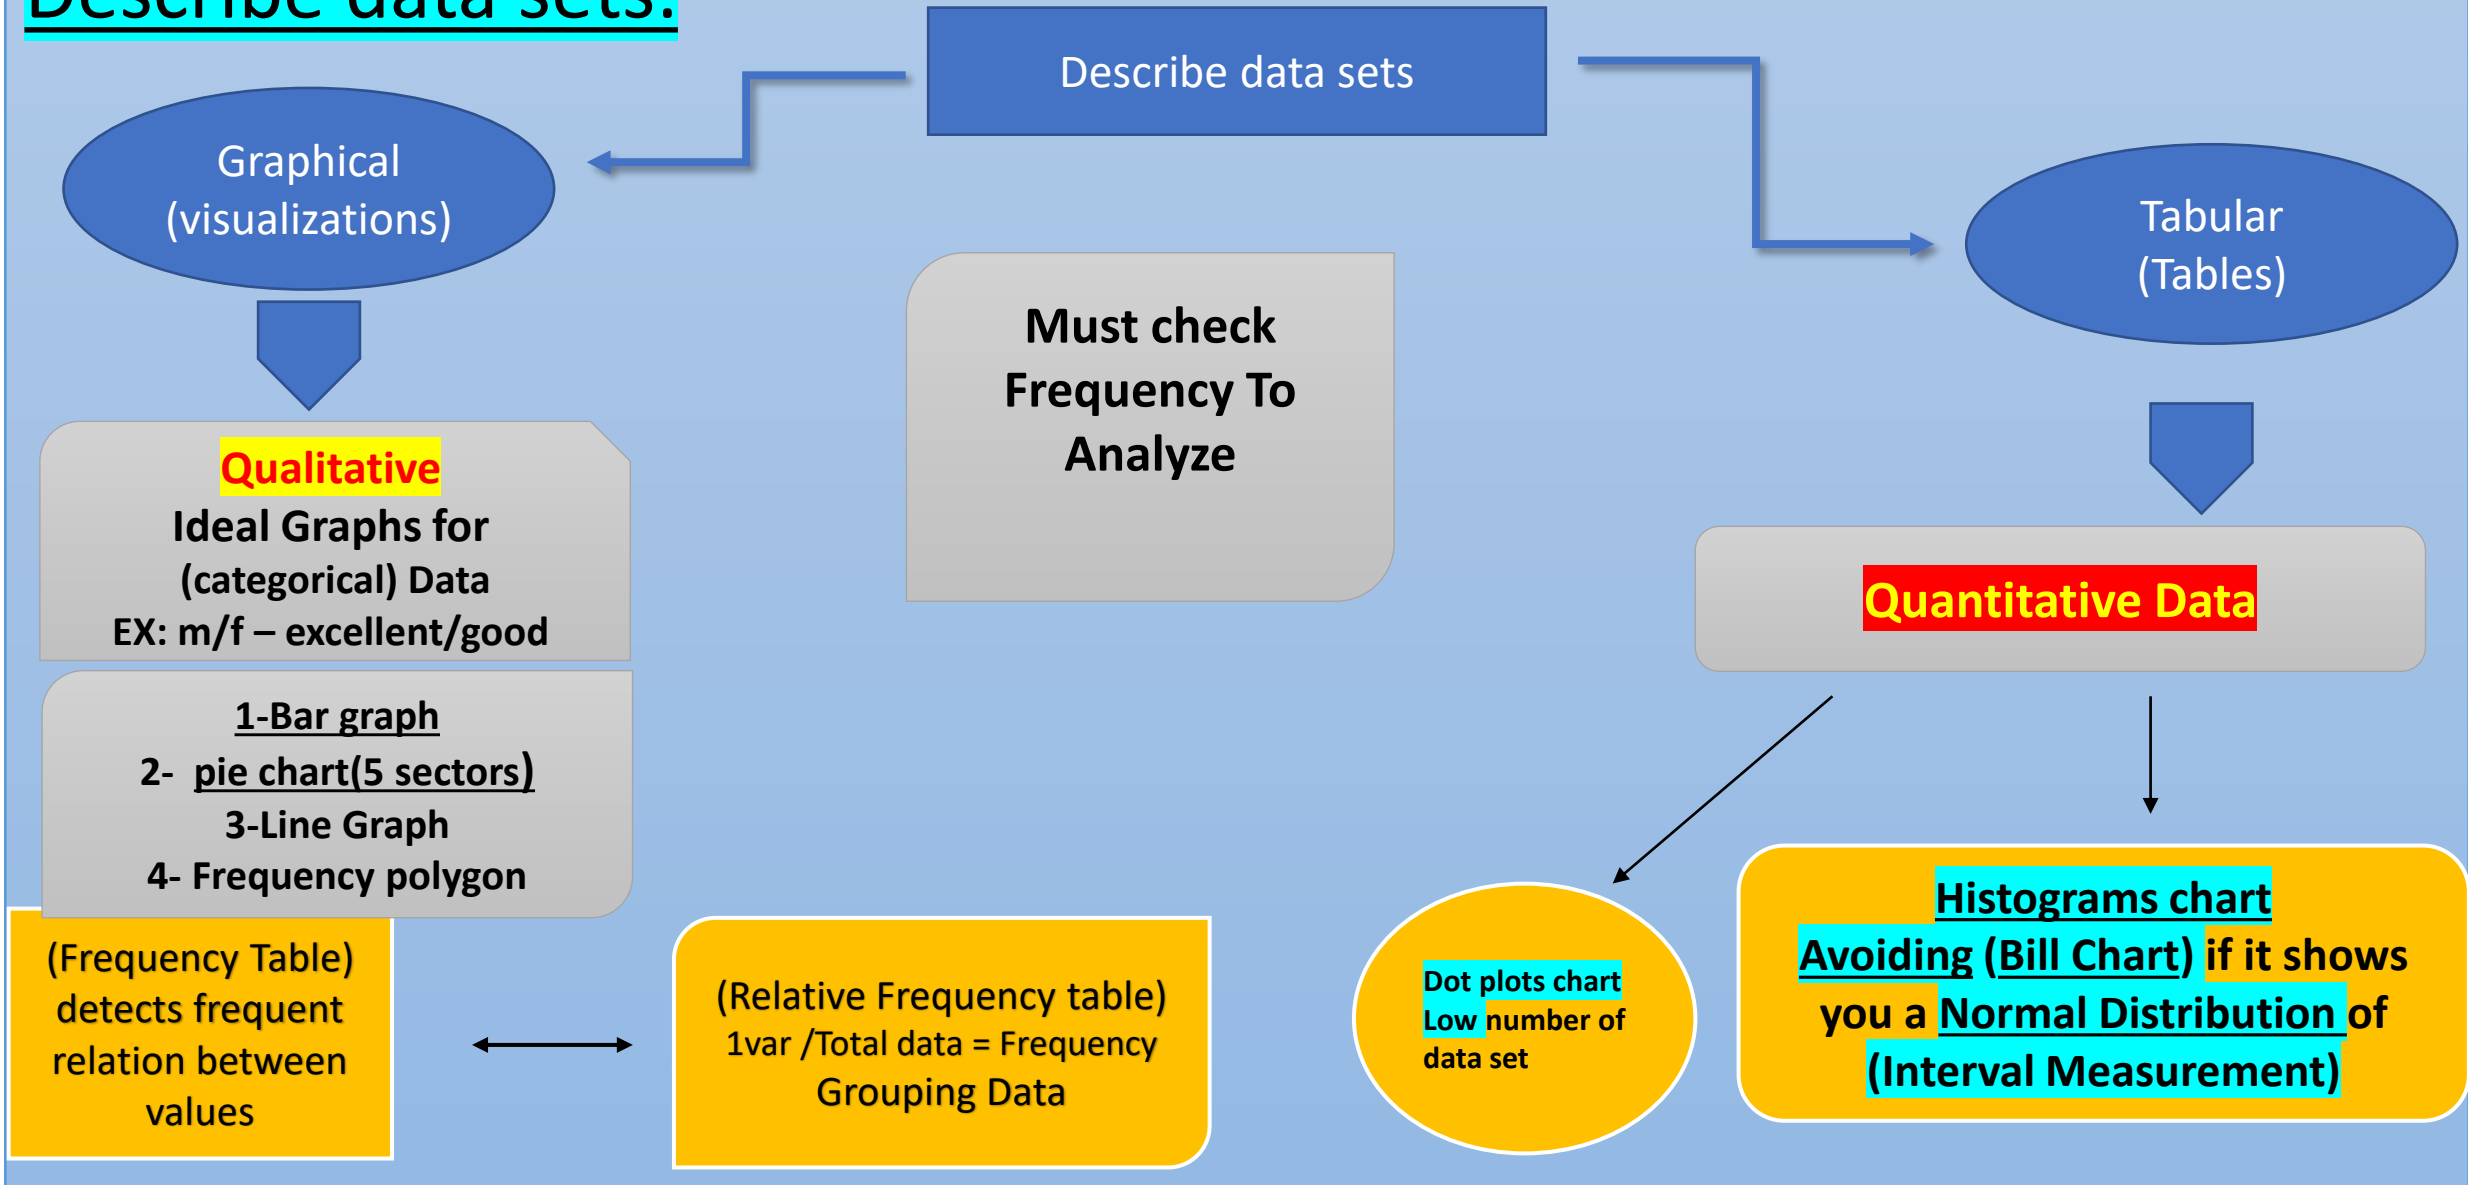 Describe data sets:
Describe data sets
Graphical
(visualizations)
Tabular
(Tables)
Must check
Frequency To
Analyze
Qualitative
Ideal Graphs for
(categorical) Data
EX: m/f – excellent/good
Quantitative Data
1-Bar graph
2- pie chart(5 sectors)
3-Line Graph
4- Frequency polygon
(Frequency Table)
detects frequent
relation between
values
(Relative Frequency table)
1var /Total data = Frequency
Grouping Data
Dot plots chart
Low number of
data set
Histograms chart
Avoiding (Bill Chart) if it shows
you a Normal Distribution of
(Interval Measurement)